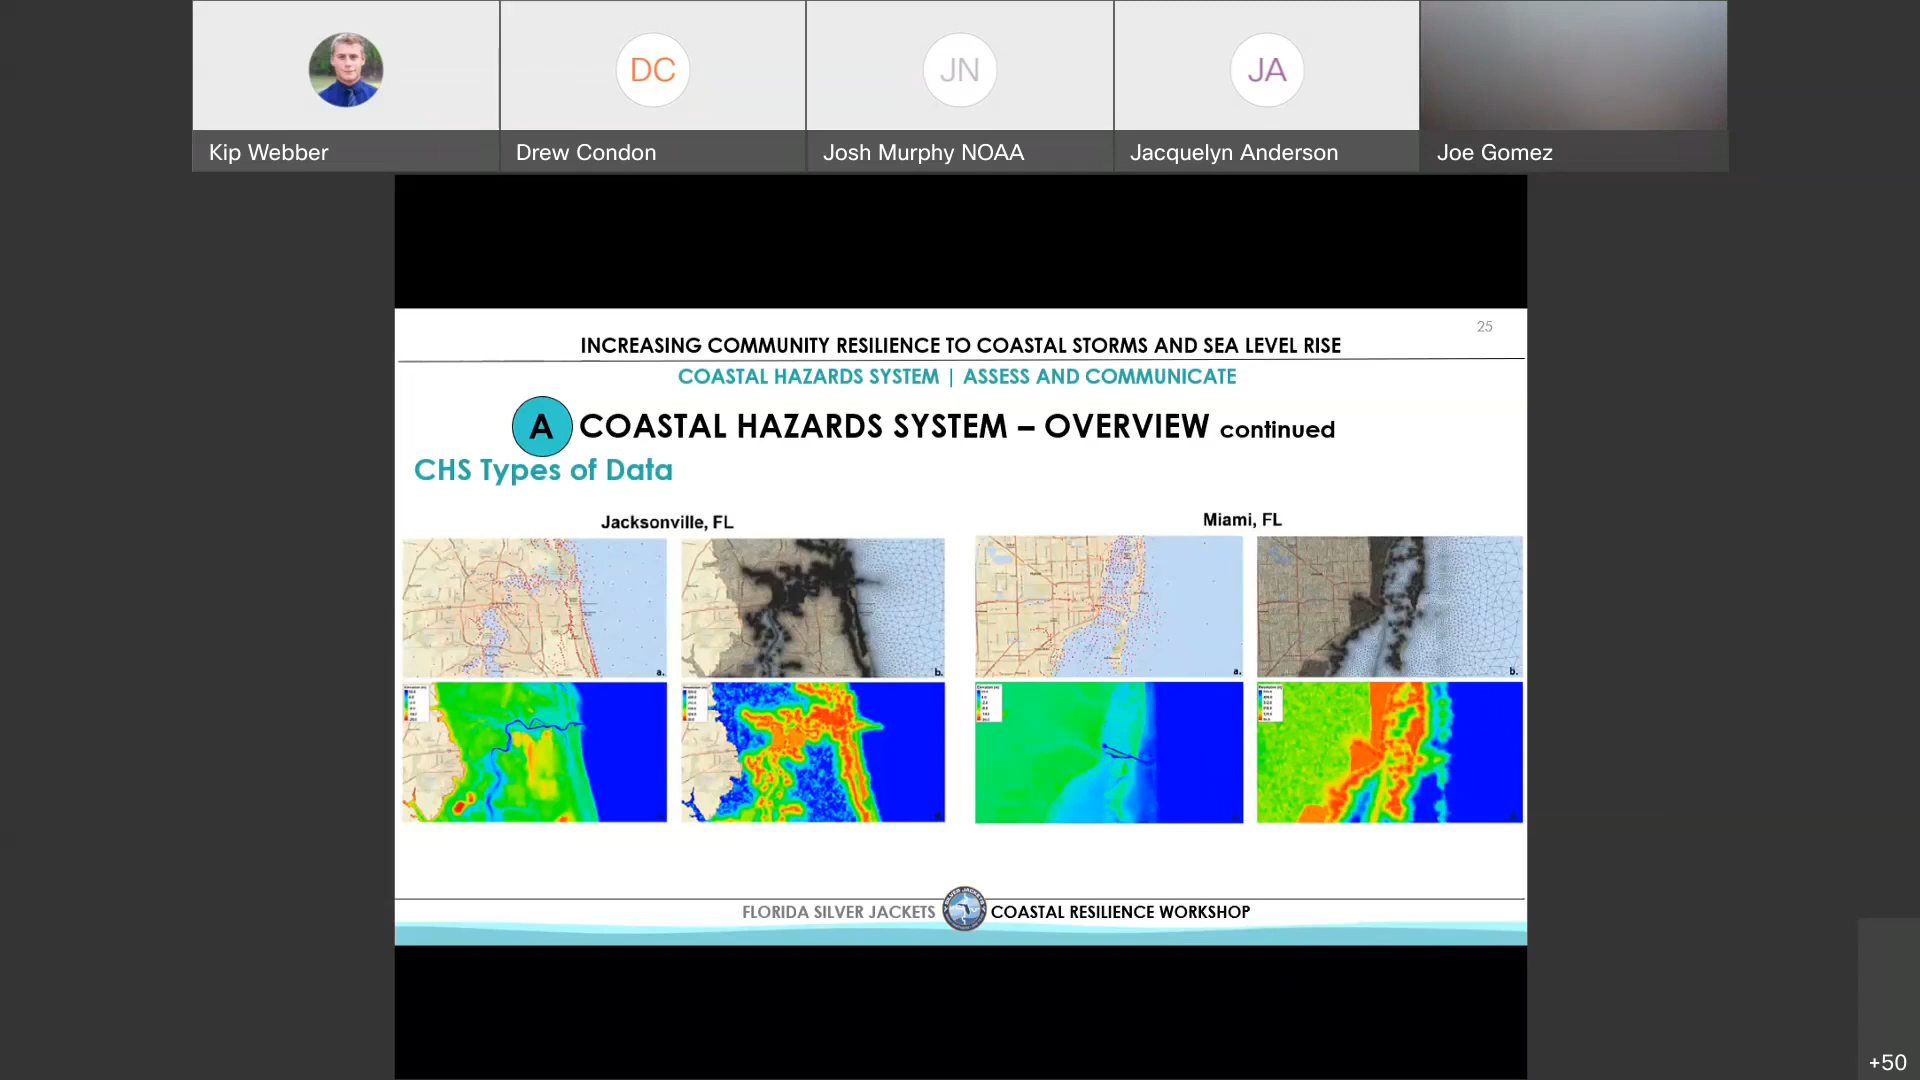 DC
JN
JA
Kip Webber
Drew Condon
Josh Murphy NOAA
Jacquelyn Anderson
Joe Gomez
25
INCREASING COMMUNITY RESILIENCE TO COASTAL STORMS AND SEA LEVEL RISE
COASTAL HAZARDS SYSTEM | ASSESS AND COMMUNICATE
A COASTAL HAZARDS SYSTEM – OVERVIEW continued
CHS Types of Data
Jacksonville, FL
Miami, FL
a.
b.
a.
b.
FLORIDA SILVER JACKETS
COASTAL RESILIENCE WORKSHOP
+50